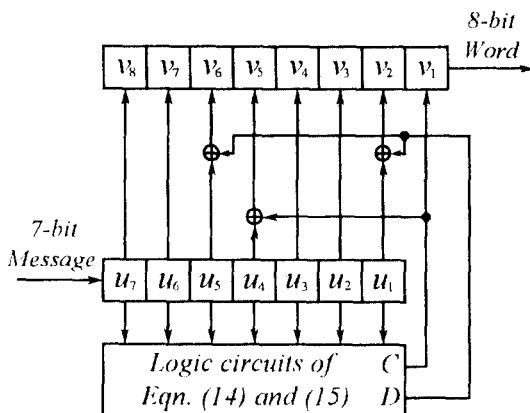 8-bit
Word
v₈ v₇ v₆ v₅ v₄ v₃ v₂ v₁
7-bit
Message
u₇ u₆ u₅ u₄ u₃ u₂ u₁
Logic circuits of C
Eqn. (14) and (15) D